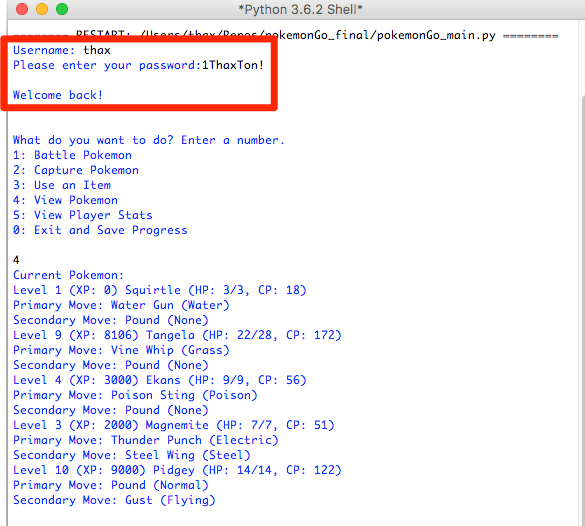 *Python 3.6.2 Shell*
======== RESTART: /Users/thax/Repos/pokemonGo_final/pokemonGo_main.py ========
Username: thax
Please enter your password:1ThaxTon!
Welcome back!
What do you want to do? Enter a number.
1: Battle Pokemon
2: Capture Pokemon
3: Use an Item
4: View Pokemon
5: View Player Stats
0: Exit and Save Progress
4
Current Pokemon:
Level 1 (XP: 0) Squirtle (HP: 3/3, CP: 18)
Primary Move: Water Gun (Water)
Secondary Move: Pound (None)
Level 9 (XP: 8106) Tangela (HP: 22/28, CP: 172)
Primary Move: Vine Whip (Grass)
Secondary Move: Pound (None)
Level 4 (XP: 3000) Ekans (HP: 9/9, CP: 56)
Primary Move: Poison Sting (Poison)
Secondary Move: Pound (None)
Level 3 (XP: 2000) Magnemite (HP: 7/7, CP: 51)
Primary Move: Thunder Punch (Electric)
Secondary Move: Steel Wing (Steel)
Level 10 (XP: 9000) Pidgey (HP: 14/14, CP: 122)
Primary Move: Pound (Normal)
Secondary Move: Gust (Flying)